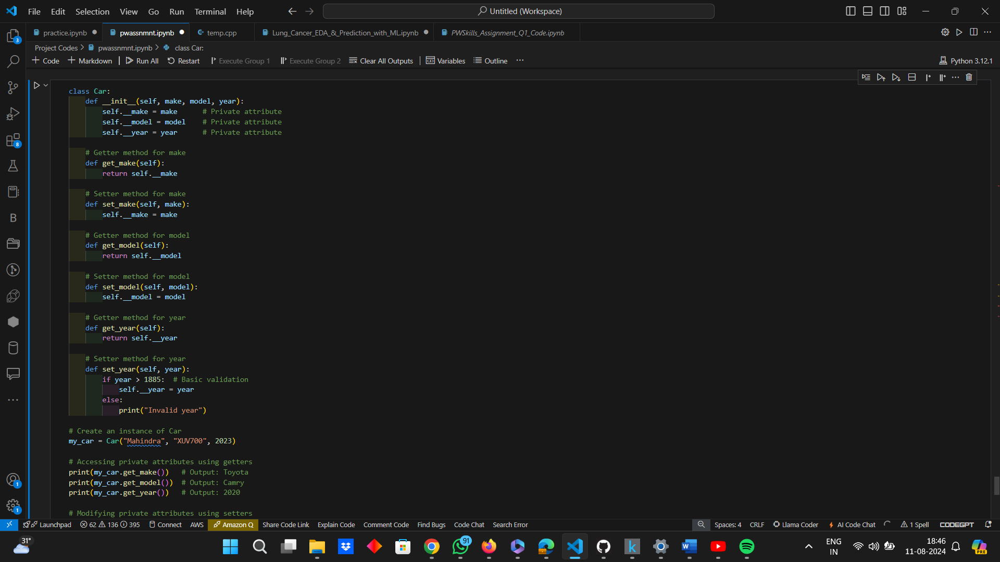 File Edit Selection View Go Run Terminal Help Untitled (Workspace)
practice.ipynb pwassnmnt.ipynb temp.cpp Lung_Cancer_EDA_&_Prediction_with_ML.ipynb PWSkills_Assignment_Q1_Code.ipynb
Project Codes > pwassnmnt.ipynb > class Car:
+ Code + Markdown | Run All Restart Execute Group 1 Execute Group 2 Clear All Outputs | Variables Outline ... Python 3.12.1
class Car:
def __init__(self, make, model, year):
self.__make = make # Private attribute
self.__model = model # Private attribute
self.__year = year # Private attribute
# Getter method for make
def get_make(self):
return self.__make
# Setter method for make
def set_make(self, make):
self.__make = make
# Getter method for model
def get_model(self):
return self.__model
# Setter method for model
def set_model(self, model):
self.__model = model
# Getter method for year
def get_year(self):
return self.__year
# Setter method for year
def set_year(self, year):
if year > 1885: # Basic validation
self.__year = year
else:
print("Invalid year")
# Create an instance of Car
my_car = Car("Mahindra", "XUV700", 2023)
# Accessing private attributes using getters
print(my_car.get_make()) # Output: Toyota
print(my_car.get_model()) # Output: Camry
print(my_car.get_year()) # Output: 2020
# Modifying private attributes using setters
Launchpad 62 136 395 Connect AWS Amazon Q Share Code Link Explain Code Comment Code Find Bugs Code Chat Search Error Spaces: 4 CRLF Llama Coder AI Code Chat 1 Spell CODEGPT
31° 91 ENG IN 18:46 11-08-2024 PRE
3
8
B
1
1